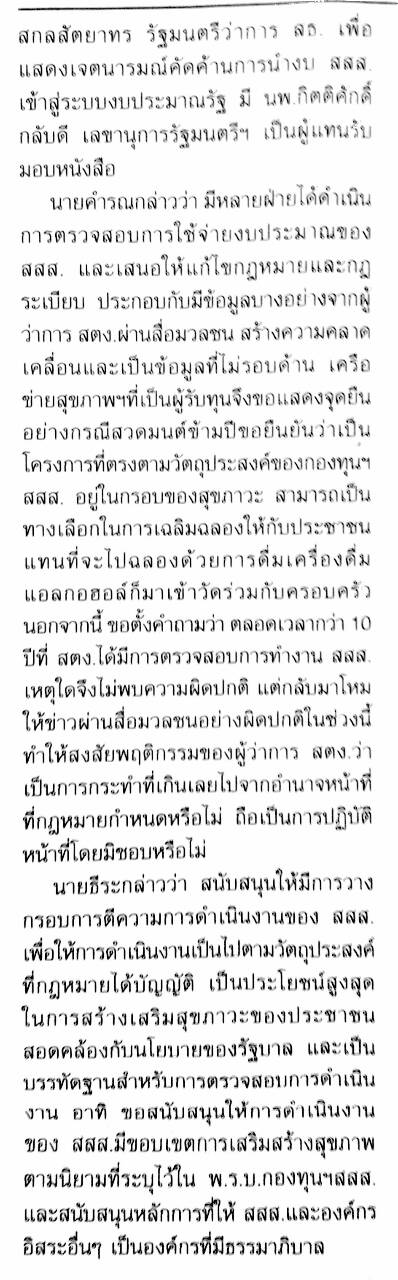 สกลสัตยาทร รัฐมนตรีว่าการ สธ. เพื่อ
แสดงเจตนารมณ์คัดค้านการนำงบ สสส.
เข้าสู่ระบบงบประมาณรัฐ มี นพ.กิตติศักดิ์
กลับดี เลขานุการรัฐมนตรีฯ เป็นผู้แทนรับ
มอบหนังสือ
นายคำรณกล่าวว่า มีหลายฝ่ายได้ดำเนิน
การตรวจสอบการใช้จ่ายงบประมาณของ
สสส. และเสนอให้แก้ไขกฎหมายและกฎ
ระเบียบ ประกอบกับมีข้อมูลบางอย่างจากผู้
ว่าการ สตง.ผ่านสื่อมวลชน สร้างความคลาด
เคลื่อนและเป็นข้อมูลที่ไม่รอบด้าน เครือ
ข่ายสุขภาพฯที่เป็นผู้รับทุนจึงขอแสดงจุดยืน
อย่างกรณีสวดมนต์ข้ามปีขอยืนยันว่าเป็น
โครงการที่ตรงตามวัตถุประสงค์ของกองทุนฯ
สสส. อยู่ในกรอบของสุขภาวะ สามารถเป็น
ทางเลือกในการเฉลิมฉลองให้กับประชาชน
แทนที่จะไปฉลองด้วยการดื่มเครื่องดื่ม
แอลกอฮอล์ก็มาเข้าวัดร่วมกับครอบครัว
นอกจากนี้ ขอตั้งคำถามว่า ตลอดเวลากว่า 10
ปีที่ สตง.ได้มีการตรวจสอบการทำงาน สสส.
เหตุใดจึงไม่พบความผิดปกติ แต่กลับมาโหม
ให้ข่าวผ่านสื่อมวลชนอย่างผิดปกติในช่วงนี้
ทำให้สงสัยพฤติกรรมของผู้ว่าการ สตง.ว่า
เป็นการกระทำที่เกินเลยไปจากอำนาจหน้าที่
ที่กฎหมายกำหนดหรือไม่ ถือเป็นการปฏิบัติ
หน้าที่โดยมิชอบหรือไม่
นายธีระกล่าวว่า สนับสนุนให้มีการวาง
กรอบการตีความการดำเนินงานของ สสส.
เพื่อให้การดำเนินงานเป็นไปตามวัตถุประสงค์
ที่กฎหมายได้บัญญัติ เป็นประโยชน์สูงสุด
ในการสร้างเสริมสุขภาวะของประชาชน
สอดคล้องกับนโยบายของรัฐบาล และเป็น
บรรทัดฐานสำหรับการตรวจสอบการดำเนิน
งาน อาทิ ขอสนับสนุนให้การดำเนินงาน
ของ สสส.มีขอบเขตการเสริมสร้างสุขภาพ
ตามนิยามที่ระบุไว้ใน พ.ร.บ.กองทุนฯสสส.
และสนับสนุนหลักการที่ให้ สสส.และองค์กร
อิสระอื่นๆ เป็นองค์กรที่มีธรรมาภิบาล